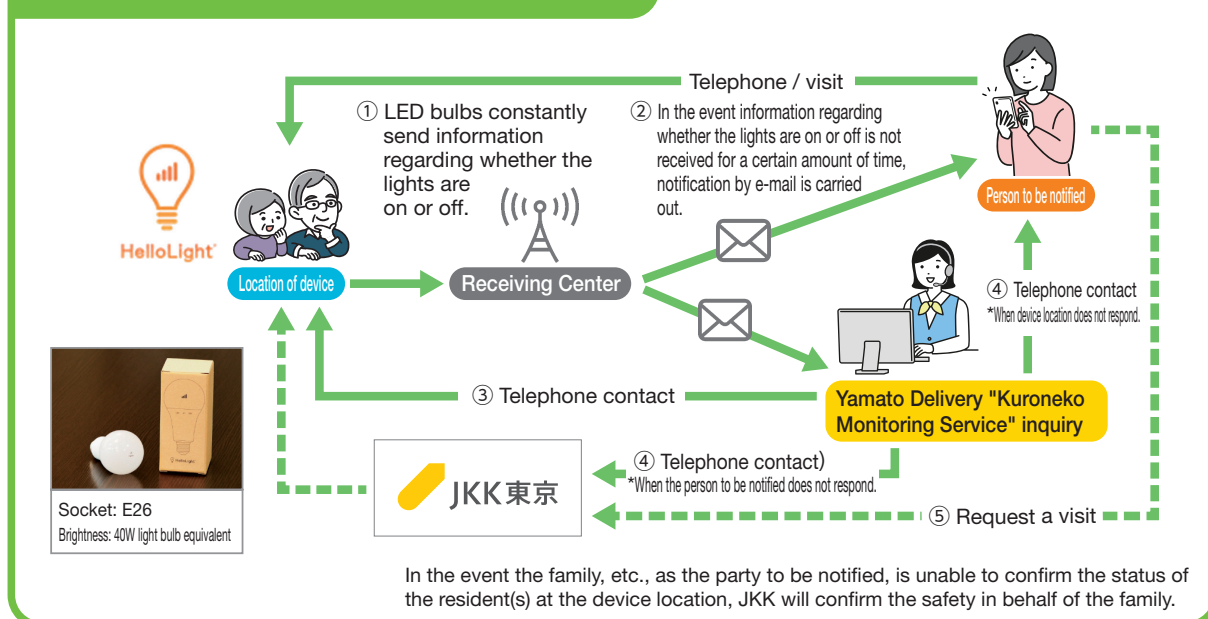 Telephone / visit
① LED bulbs constantly
send information
regarding whether the
lights are
on or off.
② In the event information regarding
whether the lights are on or off is not
received for a certain amount of time,
notification by e-mail is carried
out.
HelloLight
Location of device
Receiving Center
Person to be notified
④ Telephone contact
*When device location does not respond.
③ Telephone contact
Yamato Delivery "Kuroneko
Monitoring Service" inquiry
④ Telephone contact)
*When the person to be notified does not respond.
JKK東京
⑤ Request a visit
HelloLight
Socket: E26
Brightness: 40W light bulb equivalent
In the event the family, etc., as the party to be notified, is unable to confirm the status of
the resident(s) at the device location, JKK will confirm the safety in behalf of the family.